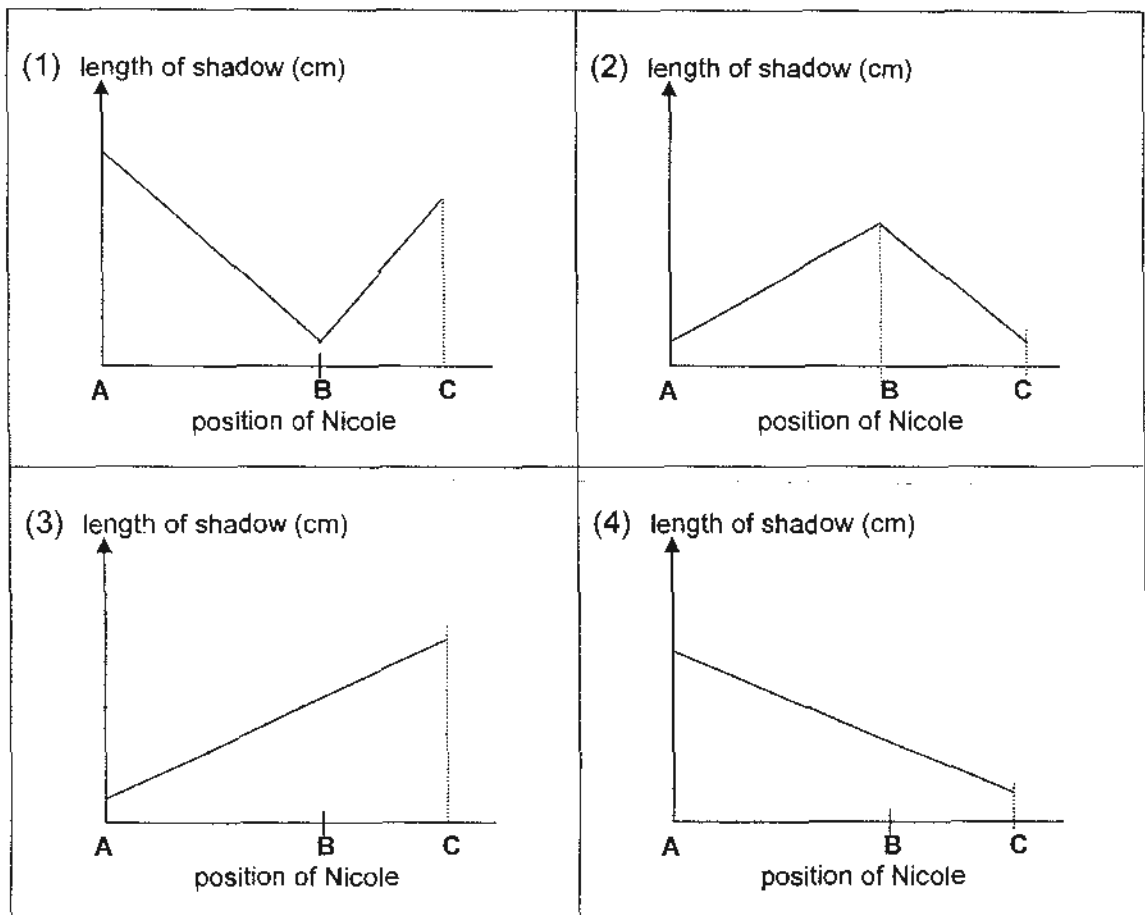 (1) length of shadow (cm)
A B C
position of Nicole
(2) length of shadow (cm)
A B C
position of Nicole
(3) length of shadow (cm)
A B C
position of Nicole
(4) length of shadow (cm)
A B C
position of Nicole